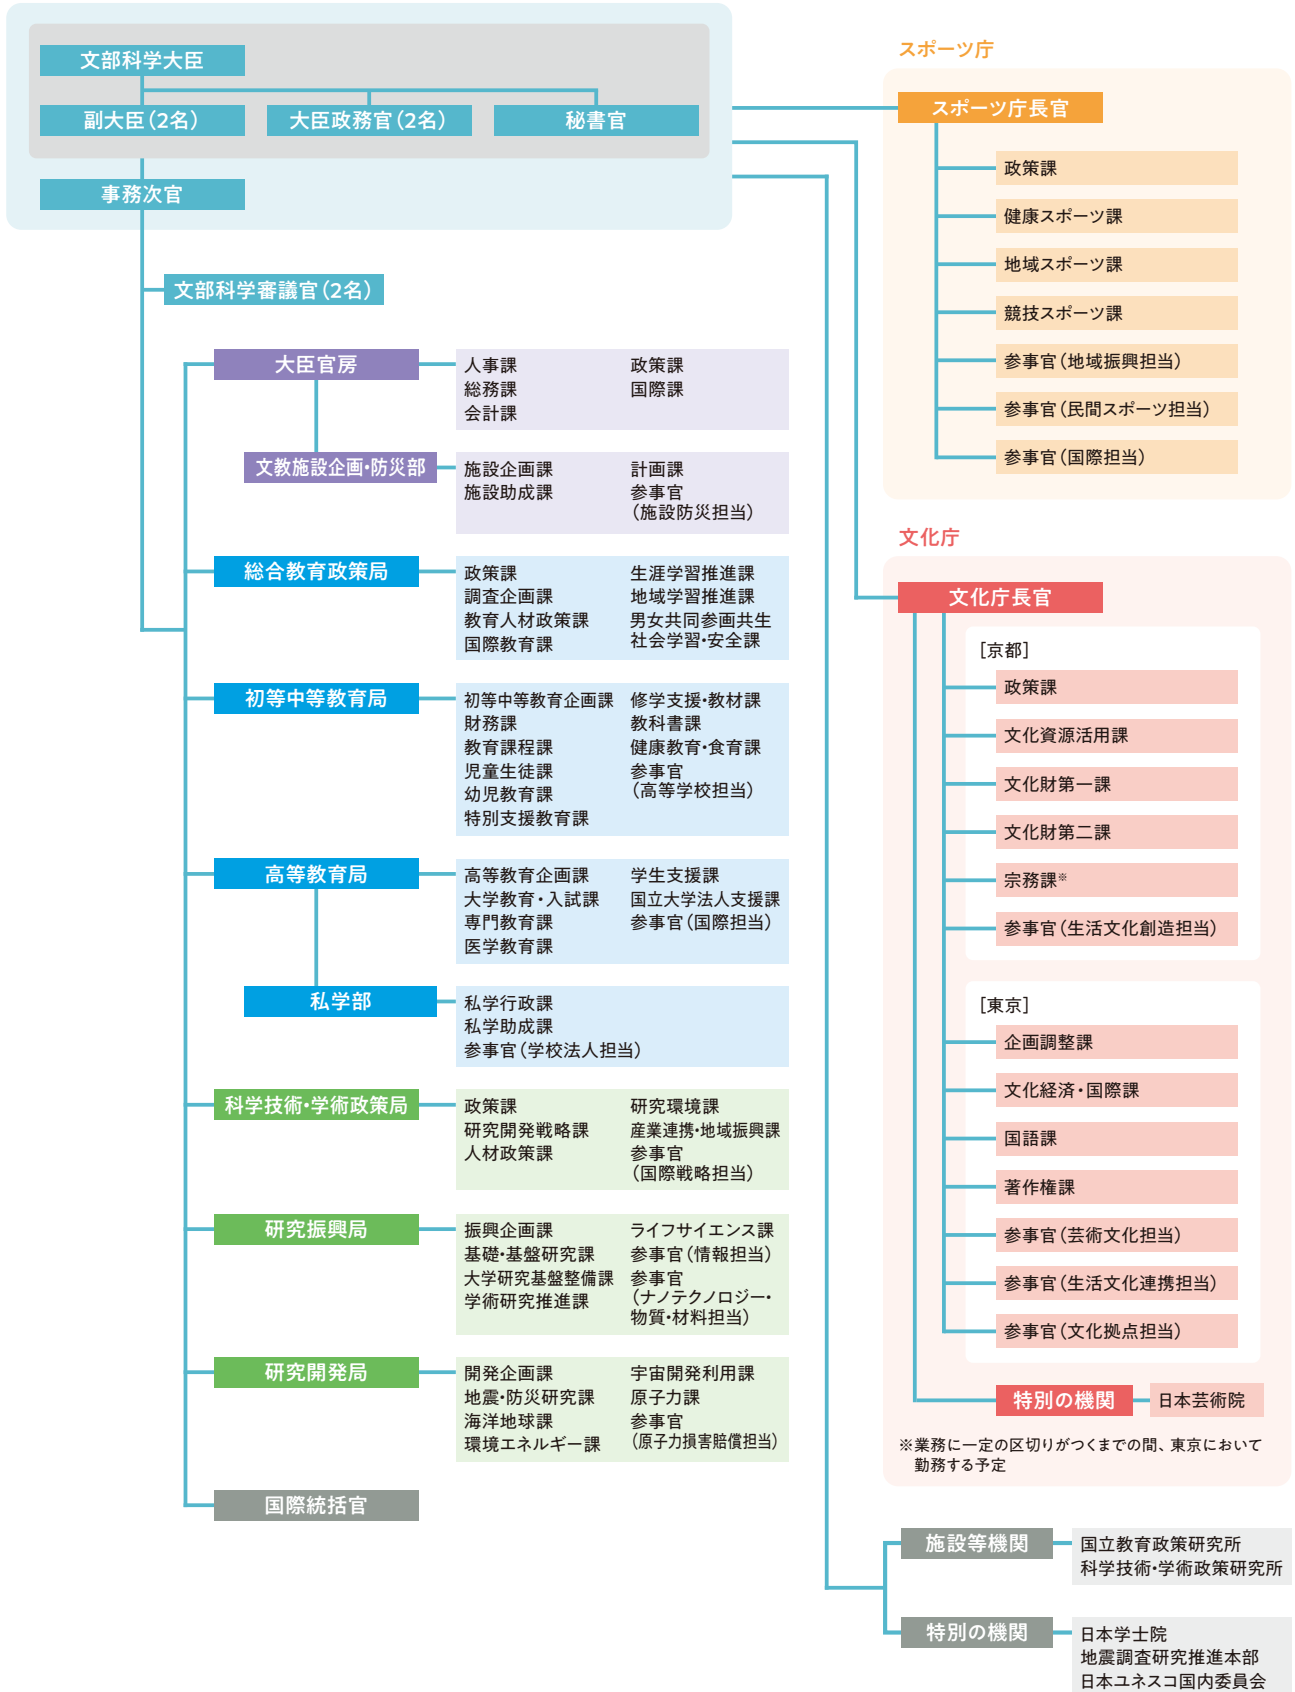 文部科学大臣
副大臣（2名）
大臣政務官（2名）
秘書官
事務次官
文部科学審議官（2名）
大臣官房
人事課
総務課
会計課
政策課
国際課
文教施設企画・防災部
施設企画課
施設助成課
計画課
参事官
（施設防災担当）
総合教育政策局
政策課
調査企画課
教育人材政策課
国際教育課
生涯学習推進課
地域学習推進課
男女共同参画共生
社会学習・安全課
初等中等教育局
初等中等教育企画課
財務課
教育課程課
児童生徒課
幼児教育課
特別支援教育課
修学支援・教材課
教科書課
健康教育・食育課
参事官
（高等学校担当）
高等教育局
高等教育企画課
大学教育・入試課
専門教育課
医学教育課
学生支援課
国立大学法人支援課
参事官（国際担当）
私学部
私学行政課
私学助成課
参事官（学校法人担当）
科学技術・学術政策局
政策課
研究開発戦略課
人材政策課
研究環境課
産業連携・地域振興課
参事官
（国際戦略担当）
研究振興局
振興企画課
基礎・基盤研究課
大学研究基盤整備課
学術研究推進課
ライフサイエンス課
参事官（情報担当）
参事官
（ナノテクノロジー・
物質・材料担当）
研究開発局
開発企画課
地震・防災研究課
海洋地球課
環境エネルギー課
宇宙開発利用課
原子力課
参事官
（原子力損害賠償担当）
国際統括官
スポーツ庁
スポーツ庁長官
政策課
健康スポーツ課
地域スポーツ課
競技スポーツ課
参事官（地域振興担当）
参事官（民間スポーツ担当）
参事官（国際担当）
文化庁
文化庁長官
［京都］
政策課
文化資源活用課
文化財第一課
文化財第二課
宗務課※
参事官（生活文化創造担当）
［東京］
企画調整課
文化経済・国際課
国語課
著作権課
参事官（芸術文化担当）
参事官（生活文化連携担当）
参事官（文化拠点担当）
特別の機関
日本芸術院
※業務に一定の区切りがつくまでの間、東京において
勤務する予定
施設等機関
国立教育政策研究所
科学技術・学術政策研究所
特別の機関
日本学士院
地震調査研究推進本部
日本ユネスコ国内委員会